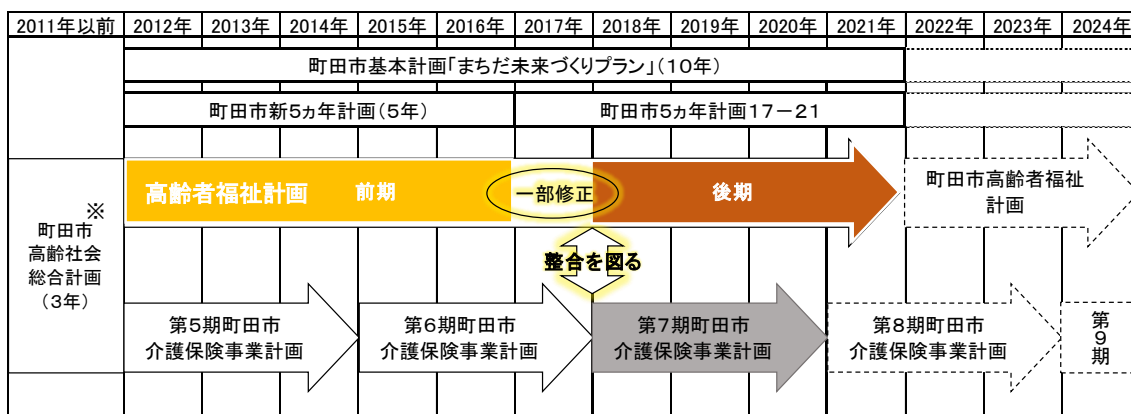 2011年以前 2012年 2013年 2014年 2015年 2016年 2017年 2018年 2019年 2020年 2021年 2022年 2023年 2024年
町田市基本計画「まちだ未来づくりプラン」(10年)
町田市新5ヵ年計画(5年) 町田市5ヵ年計画17－21
高齢者福祉計画 前期 一部修正 後期
町田市高齢者福祉
計画
※
町田市
高齢社会
総合計画
(3年)
整合を図る
第5期町田市
介護保険事業計画
第6期町田市
介護保険事業計画
第7期町田市
介護保険事業計画
第8期町田市
介護保険事業計画
第9期